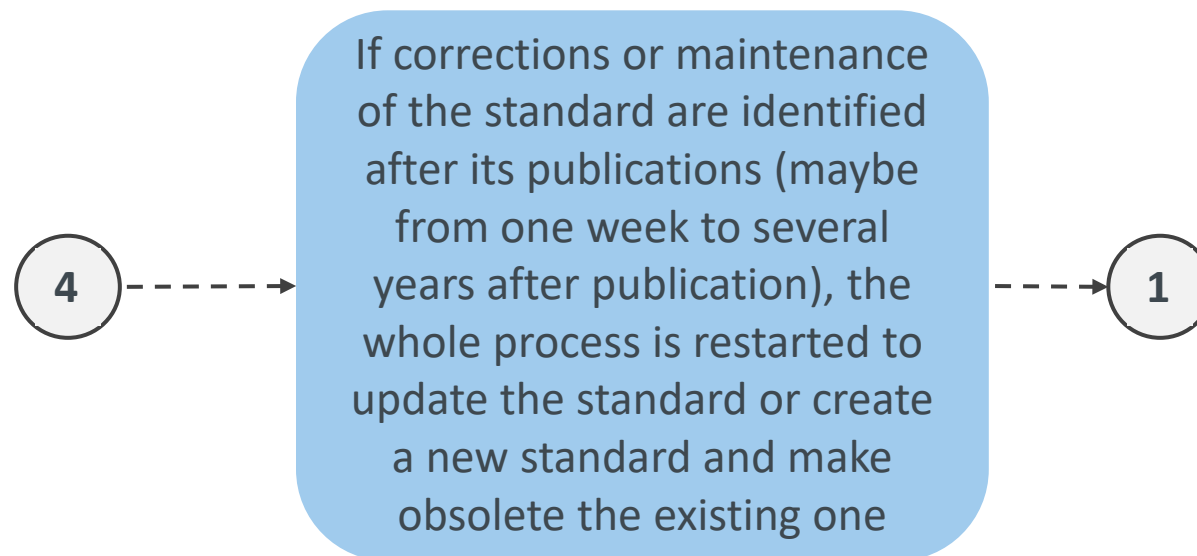 If corrections or maintenance
of the standard are identified
after its publications (maybe
from one week to several
years after publication), the
whole process is restarted to
update the standard or create
a new standard and make
obsolete the existing one
4
1